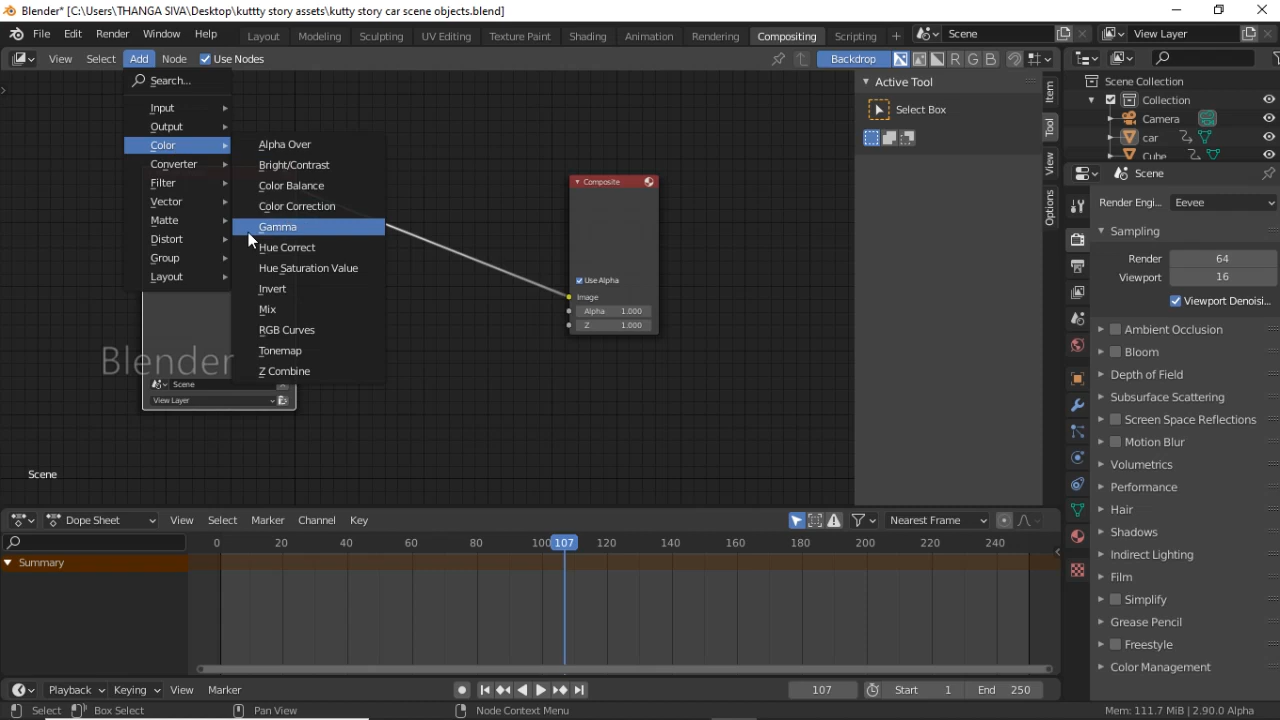 Blender* [C:\Users\THANGA SIVA\Desktop\kuttty story assets\kutty story car scene objects.blend]
File Edit Render Window Help Layout Modeling Sculpting UV Editing Texture Paint Shading Animation Rendering Compositing Scripting + Scene View Layer
View Select Add Node Use Nodes Backdrop R G B
Search...
Input
Output
Color
Converter
Filter
Vector
Matte
Distort
Group
Layout
Alpha Over
Bright/Contrast
Color Balance
Color Correction
Gamma
Hue Correct
Hue Saturation Value
Invert
Mix
RGB Curves
Tonemap
Z Combine
Blender
Scene
View Layer
Scene
Composite
Use Alpha
Image
Alpha 1.000
Z 1.000
Active Tool
Select Box
Item
Tool
View
Options
Scene Collection
Collection
Camera
car
Cube
Scene
Render Engi... Eevee
Sampling
Render 64
Viewport 16
Viewport Denoisi...
Ambient Occlusion
Bloom
Depth of Field
Subsurface Scattering
Screen Space Reflections
Motion Blur
Volumetrics
Performance
Hair
Shadows
Indirect Lighting
Film
Simplify
Grease Pencil
Freestyle
Color Management
Dope Sheet View Select Marker Channel Key Nearest Frame
0 20 40 60 80 100 107 120 140 160 180 200 220 240
Summary
Playback Keying View Marker 107 Start 1 End 250
Select Box Select Pan View Node Context Menu Mem: 111.7 MiB | 2.90.0 Alpha